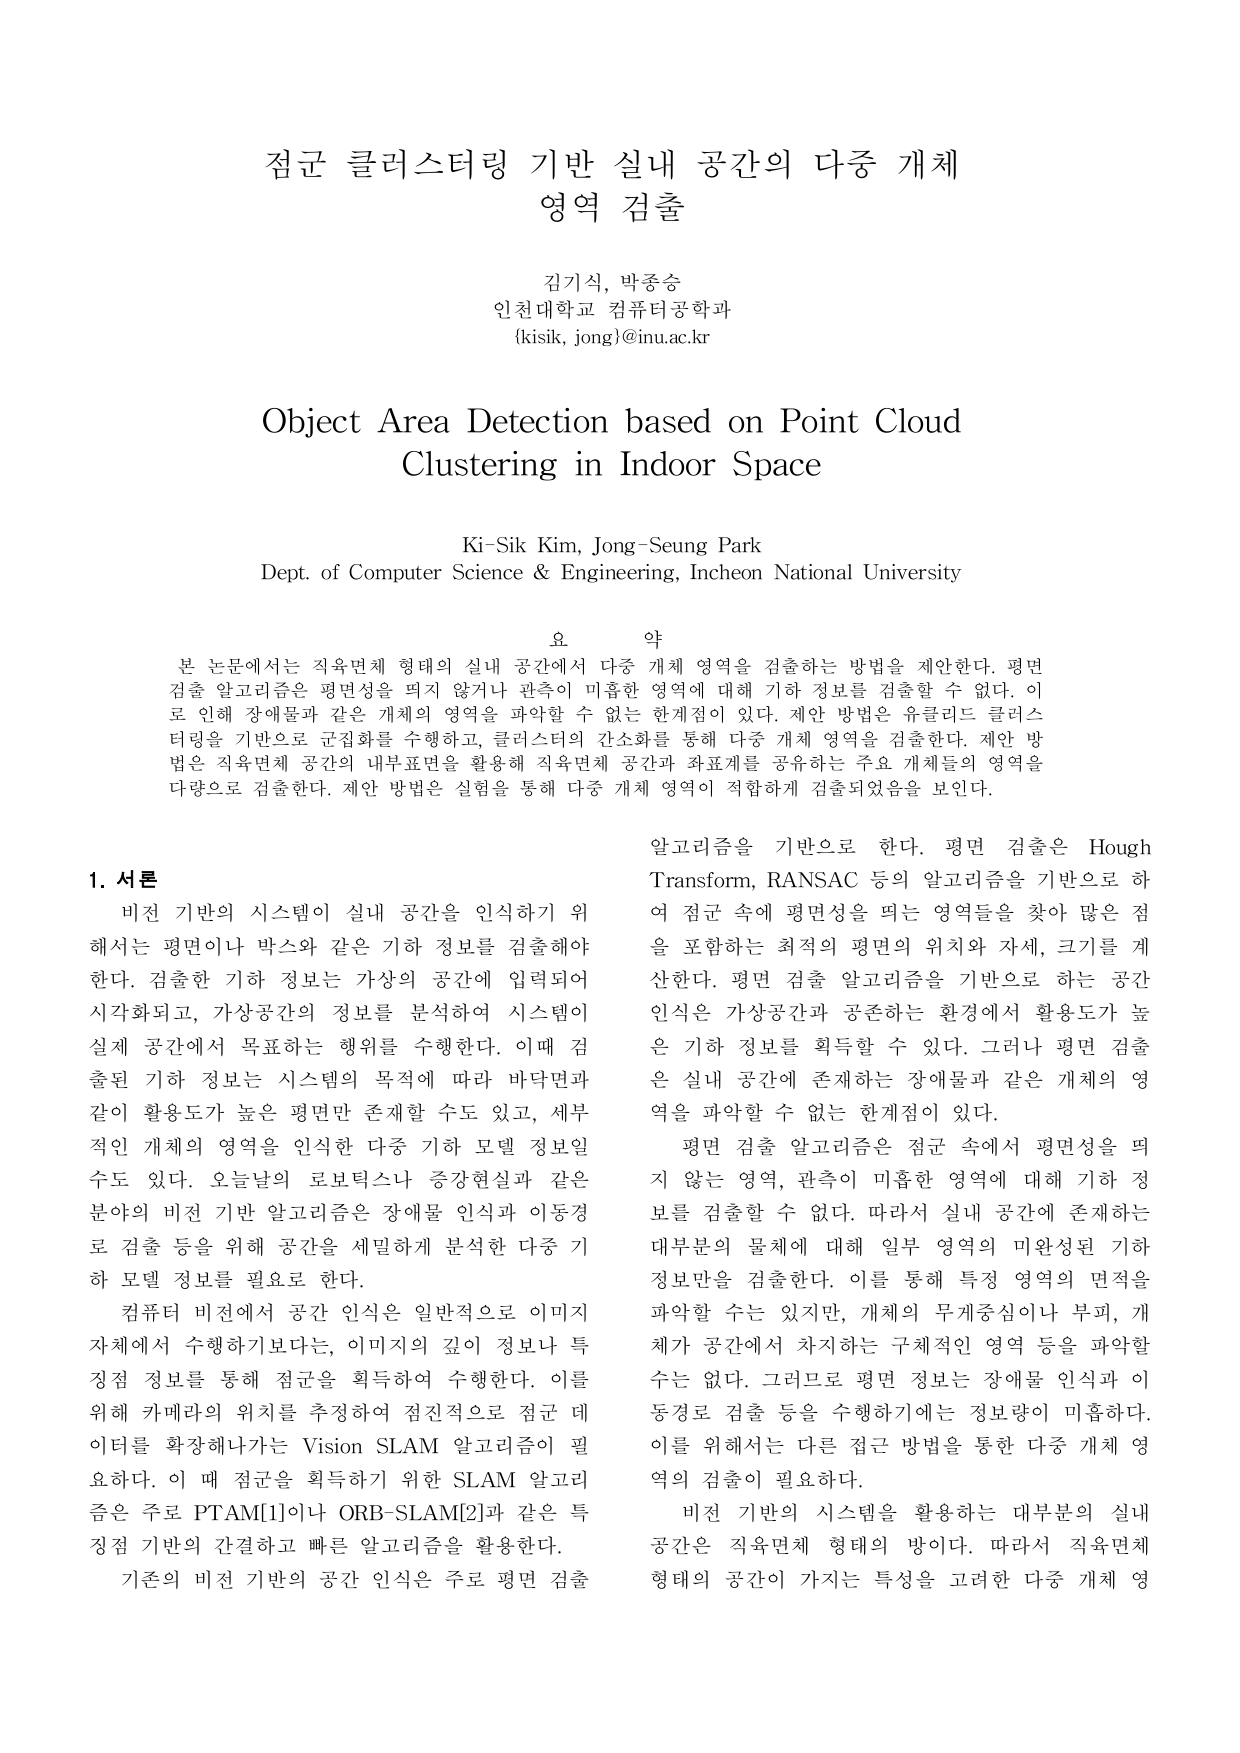 점군 클러스터링 기반 실내 공간의 다중 개체
영역 검출
김기식, 박종승
인천대학교 컴퓨터공학과
{kisik, jong}@inu.ac.kr
Object Area Detection based on Point Cloud
Clustering in Indoor Space
Ki-Sik Kim, Jong-Seung Park
Dept. of Computer Science & Engineering, Incheon National University
요 약
본 논문에서는 직육면체 형태의 실내 공간에서 다중 개체 영역을 검출하는 방법을 제안한다. 평면
검출 알고리즘은 평면성을 띄지 않거나 관측이 미흡한 영역에 대해 기하 정보를 검출할 수 없다. 이
로 인해 장애물과 같은 개체의 영역을 파악할 수 없는 한계점이 있다. 제안 방법은 유클리드 클러스
터링을 기반으로 군집화를 수행하고, 클러스터의 간소화를 통해 다중 개체 영역을 검출한다. 제안 방
법은 직육면체 공간의 내부표면을 활용해 직육면체 공간과 좌표계를 공유하는 주요 개체들의 영역을
다량으로 검출한다. 제안 방법은 실험을 통해 다중 개체 영역이 적합하게 검출되었음을 보인다.
1. 서론
비전 기반의 시스템이 실내 공간을 인식하기 위
해서는 평면이나 박스와 같은 기하 정보를 검출해야
한다. 검출한 기하 정보는 가상의 공간에 입력되어
시각화되고, 가상공간의 정보를 분석하여 시스템이
실제 공간에서 목표하는 행위를 수행한다. 이때 검
출된 기하 정보는 시스템의 목적에 따라 바닥면과
같이 활용도가 높은 평면만 존재할 수도 있고, 세부
적인 개체의 영역을 인식한 다중 기하 모델 정보일
수도 있다. 오늘날의 로보틱스나 증강현실과 같은
분야의 비전 기반 알고리즘은 장애물 인식과 이동경
로 검출 등을 위해 공간을 세밀하게 분석한 다중 기
하 모델 정보를 필요로 한다.
컴퓨터 비전에서 공간 인식은 일반적으로 이미지
자체에서 수행하기보다는, 이미지의 깊이 정보나 특
징점 정보를 통해 점군을 획득하여 수행한다. 이를
위해 카메라의 위치를 추정하여 점진적으로 점군 데
이터를 확장해나가는 Vision SLAM 알고리즘이 필
요하다. 이 때 점군을 획득하기 위한 SLAM 알고리
즘은 주로 PTAM[1]이나 ORB-SLAM[2]과 같은 특
징점 기반의 간결하고 빠른 알고리즘을 활용한다.
기존의 비전 기반의 공간 인식은 주로 평면 검출
알고리즘을 기반으로 한다. 평면 검출은 Hough
Transform, RANSAC 등의 알고리즘을 기반으로 하
여 점군 속에 평면성을 띄는 영역들을 찾아 많은 점
을 포함하는 최적의 평면의 위치와 자세, 크기를 계
산한다. 평면 검출 알고리즘을 기반으로 하는 공간
인식은 가상공간과 공존하는 환경에서 활용도가 높
은 기하 정보를 획득할 수 있다. 그러나 평면 검출
은 실내 공간에 존재하는 장애물과 같은 개체의 영
역을 파악할 수 없는 한계점이 있다.
평면 검출 알고리즘은 점군 속에서 평면성을 띄
지 않는 영역, 관측이 미흡한 영역에 대해 기하 정
보를 검출할 수 없다. 따라서 실내 공간에 존재하는
대부분의 물체에 대해 일부 영역의 미완성된 기하
정보만을 검출한다. 이를 통해 특정 영역의 면적을
파악할 수는 있지만, 개체의 무게중심이나 부피, 개
체가 공간에서 차지하는 구체적인 영역 등을 파악할
수는 없다. 그러므로 평면 정보는 장애물 인식과 이
동경로 검출 등을 수행하기에는 정보량이 미흡하다.
이를 위해서는 다른 접근 방법을 통한 다중 개체 영
역의 검출이 필요하다.
비전 기반의 시스템을 활용하는 대부분의 실내
공간은 직육면체 형태의 방이다. 따라서 직육면체
형태의 공간이 가지는 특성을 고려한 다중 개체 영